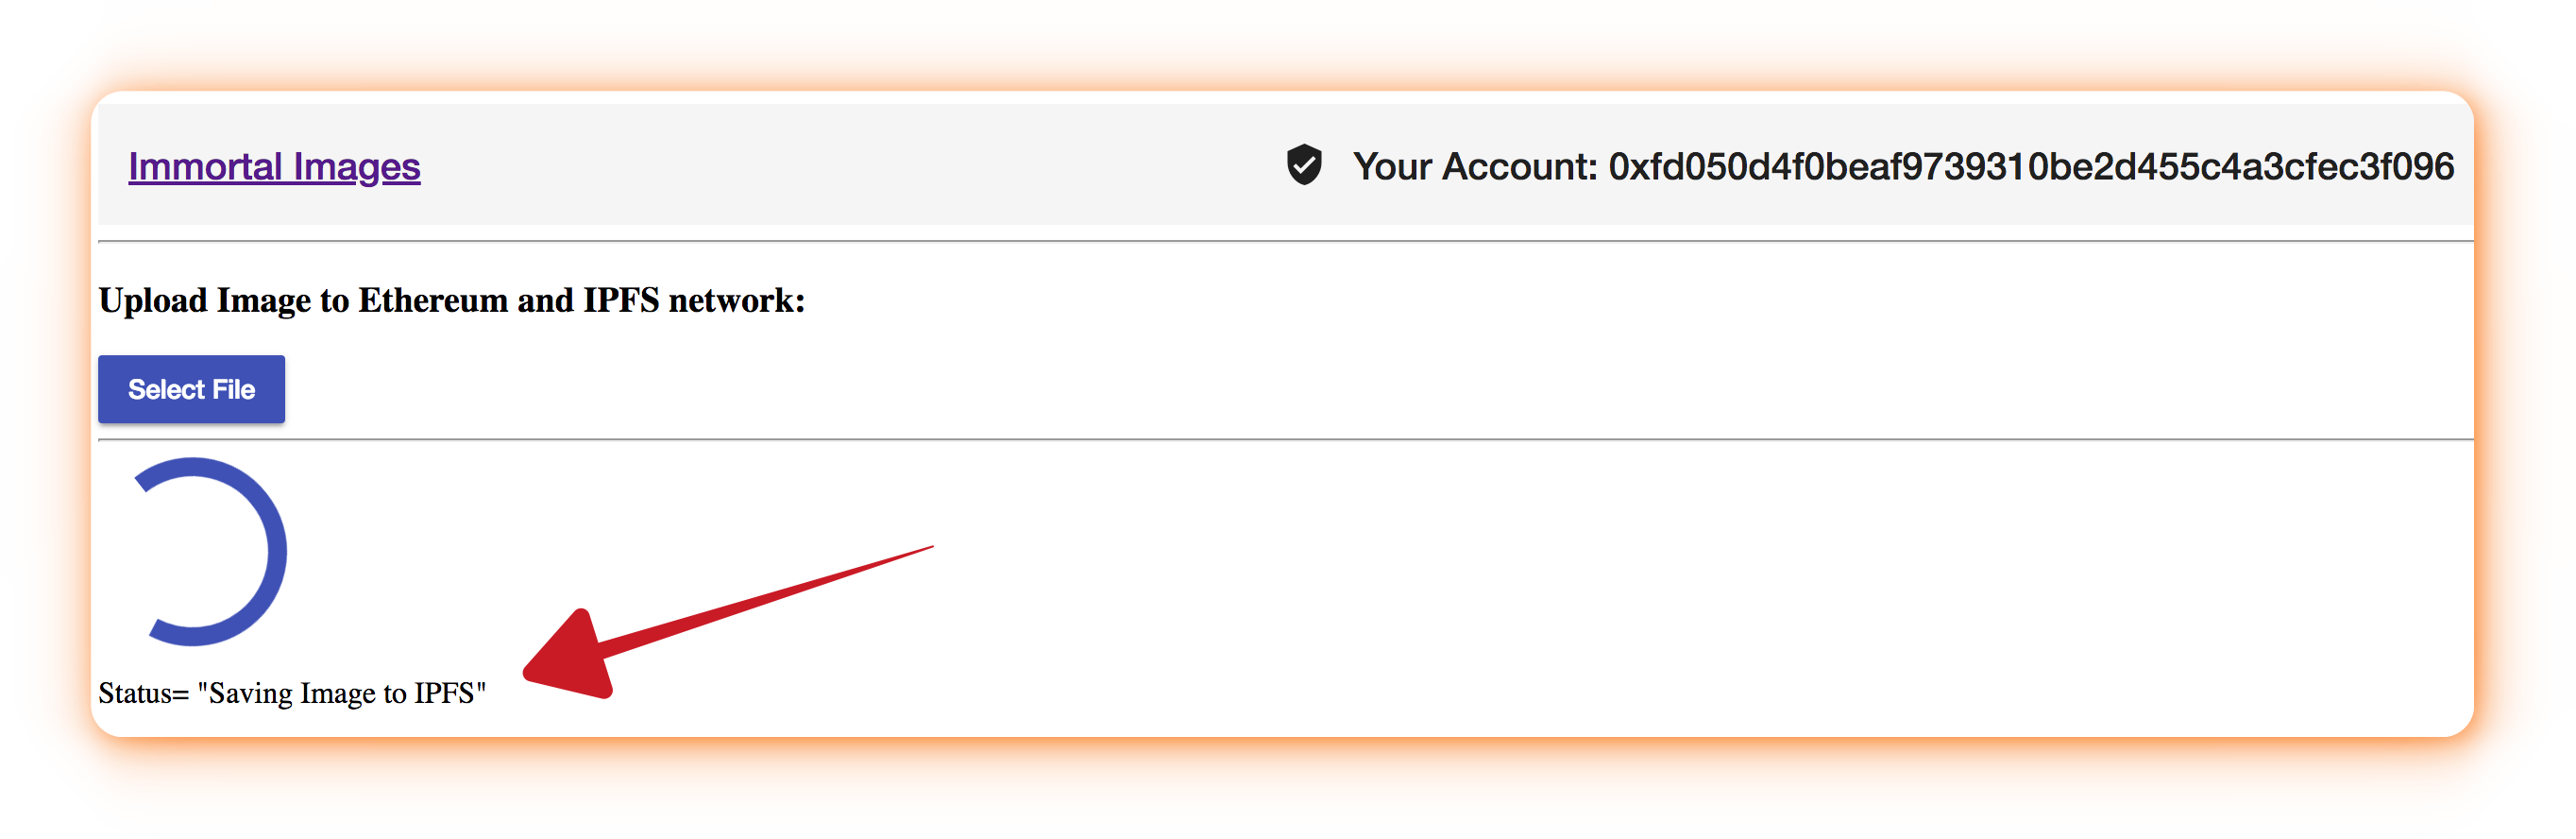 Immortal Images
Your Account: 0xfd050d4f0beaf9739310be2d455c4a3cfec3f096
Upload Image to Ethereum and IPFS network:
Select File
Status= "Saving Image to IPFS"